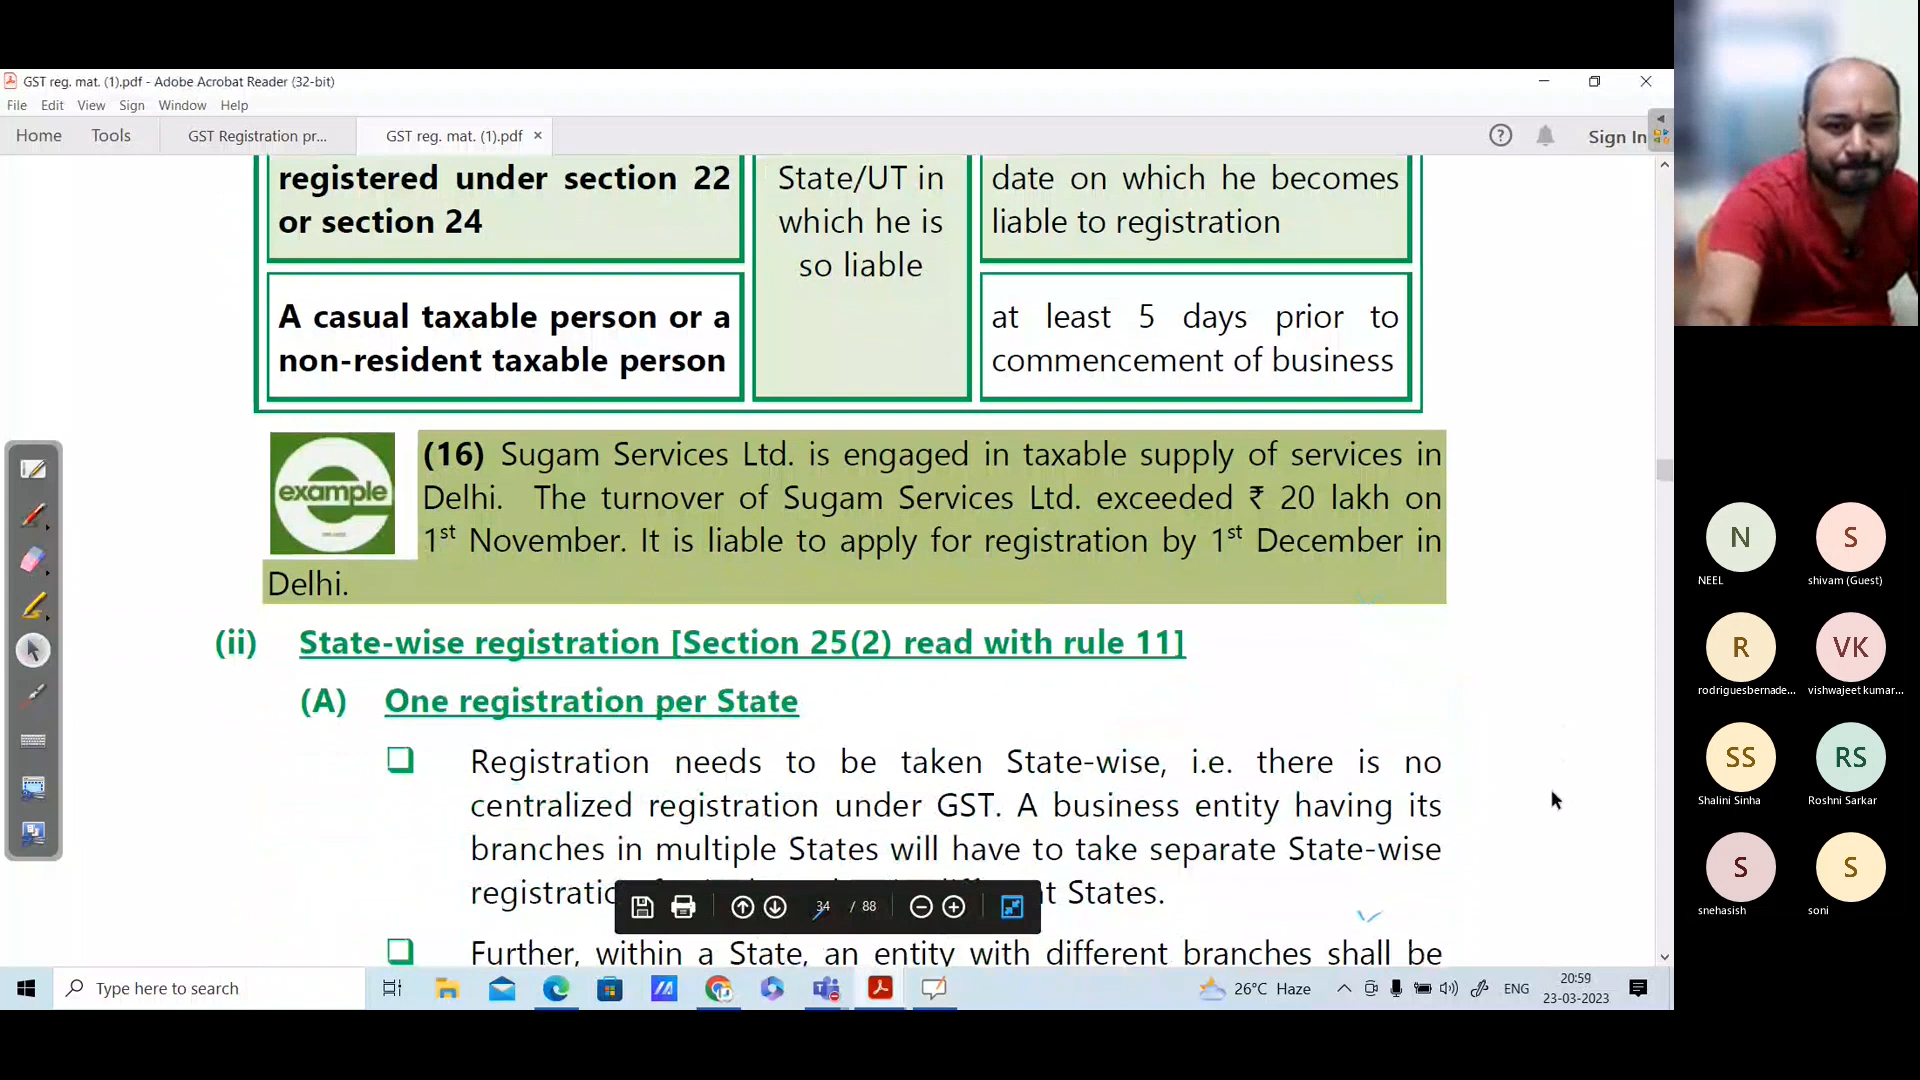 GST reg. mat. (1).pdf - Adobe Acrobat Reader (32-bit)
File Edit View Sign Window Help
Home Tools GST Registration pr... GST reg. mat. (1).pdf × Sign In
registered under section 22
or section 24
State/UT in
which he is
so liable
date on which he becomes
liable to registration
A casual taxable person or a
non-resident taxable person
at least 5 days prior to
commencement of business
example
(16) Sugam Services Ltd. is engaged in taxable supply of services in
Delhi. The turnover of Sugam Services Ltd. exceeded ₹ 20 lakh on
1st November. It is liable to apply for registration by 1st December in
Delhi.
(ii) State-wise registration [Section 25(2) read with rule 11]
(A) One registration per State
❑ Registration needs to be taken State-wise, i.e. there is no
centralized registration under GST. A business entity having its
branches in multiple States will have to take separate State-wise
States.
34 / 88
❑ Further, within a State, an entity with different branches shall be
Type here to search
26°C Haze
ENG
20:59
23-03-2023
N
NEEL
S
shivam (Guest)
R
rodriguesbernade...
VK
vishwajeet kumar...
SS
Shalini Sinha
RS
Roshni Sarkar
S
snehasish
S
soni